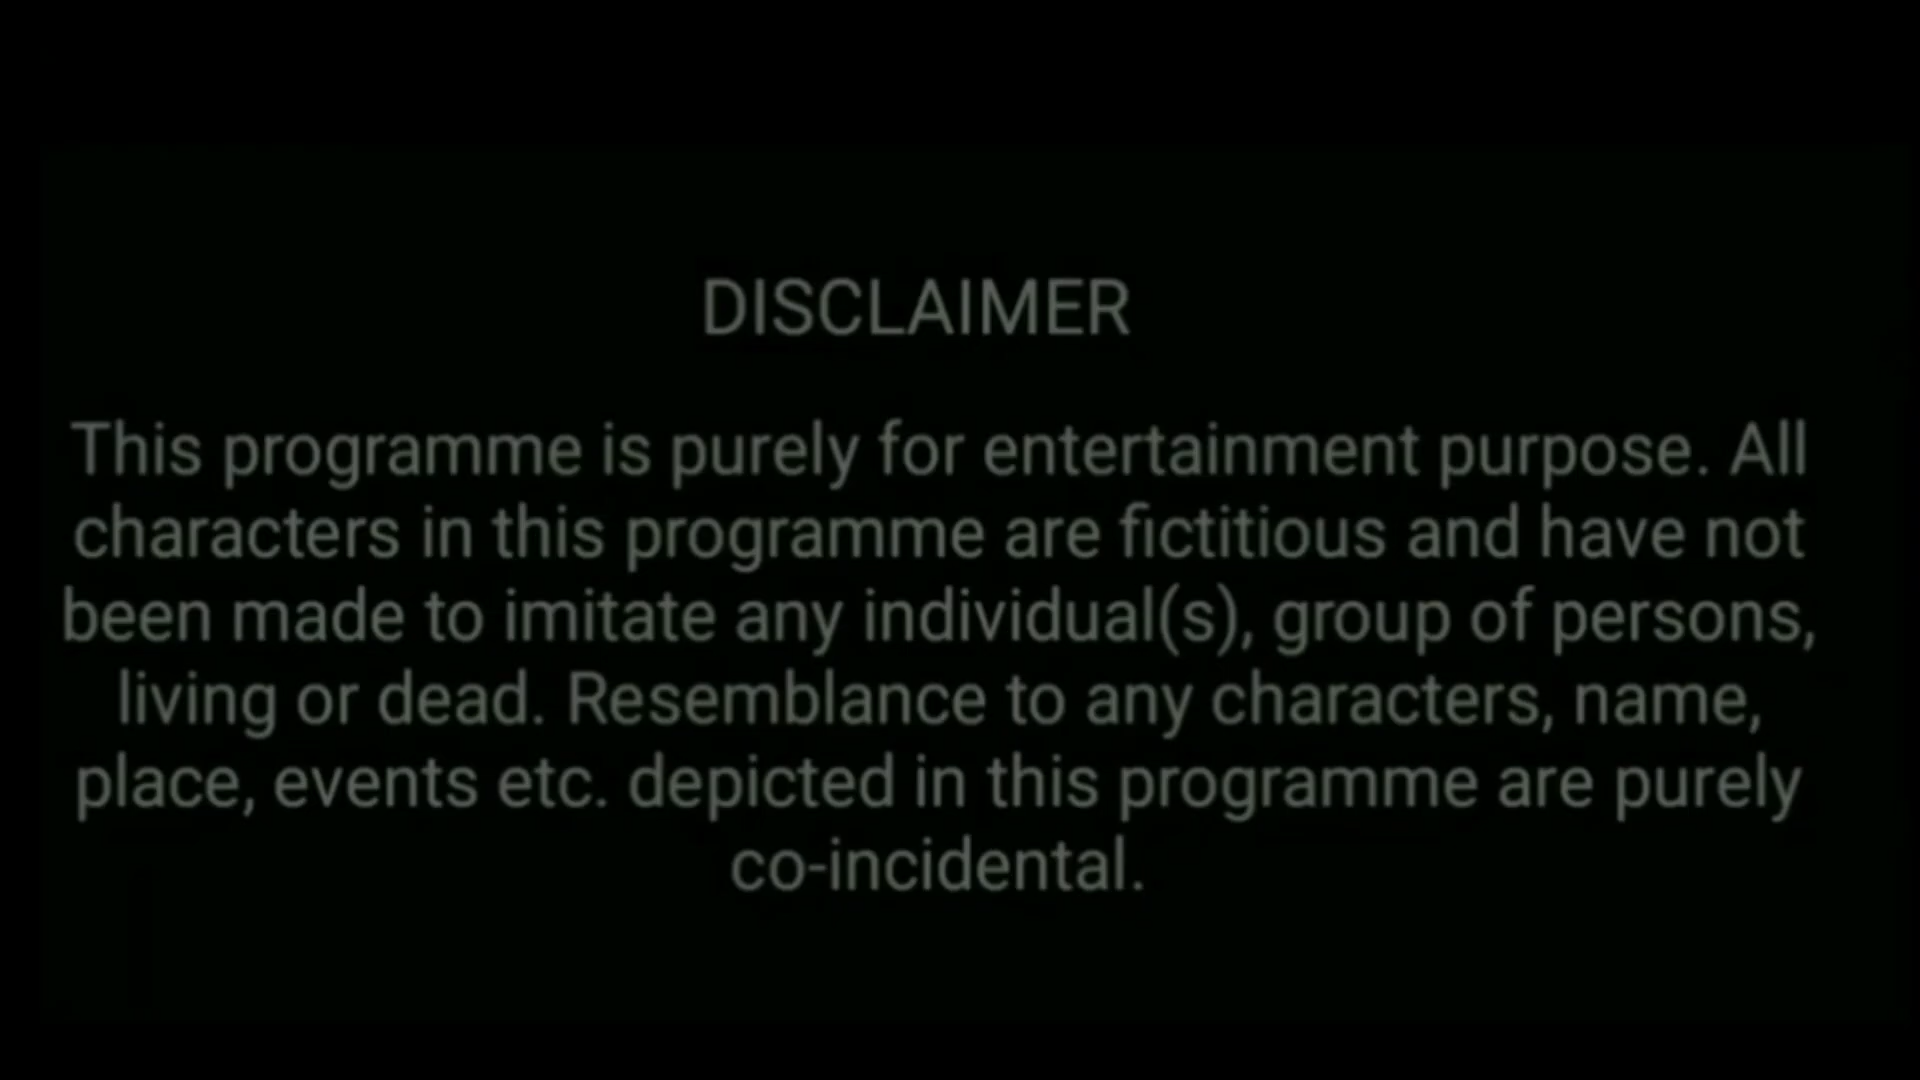 DISCLAIMER
This programme is purely for entertainment purpose. All
characters in this programme are fictitious and have not
been made to imitate any individual(s), group of persons,
living or dead. Resemblance to any characters, name,
place, events etc. depicted in this programme are purely
co-incidental.